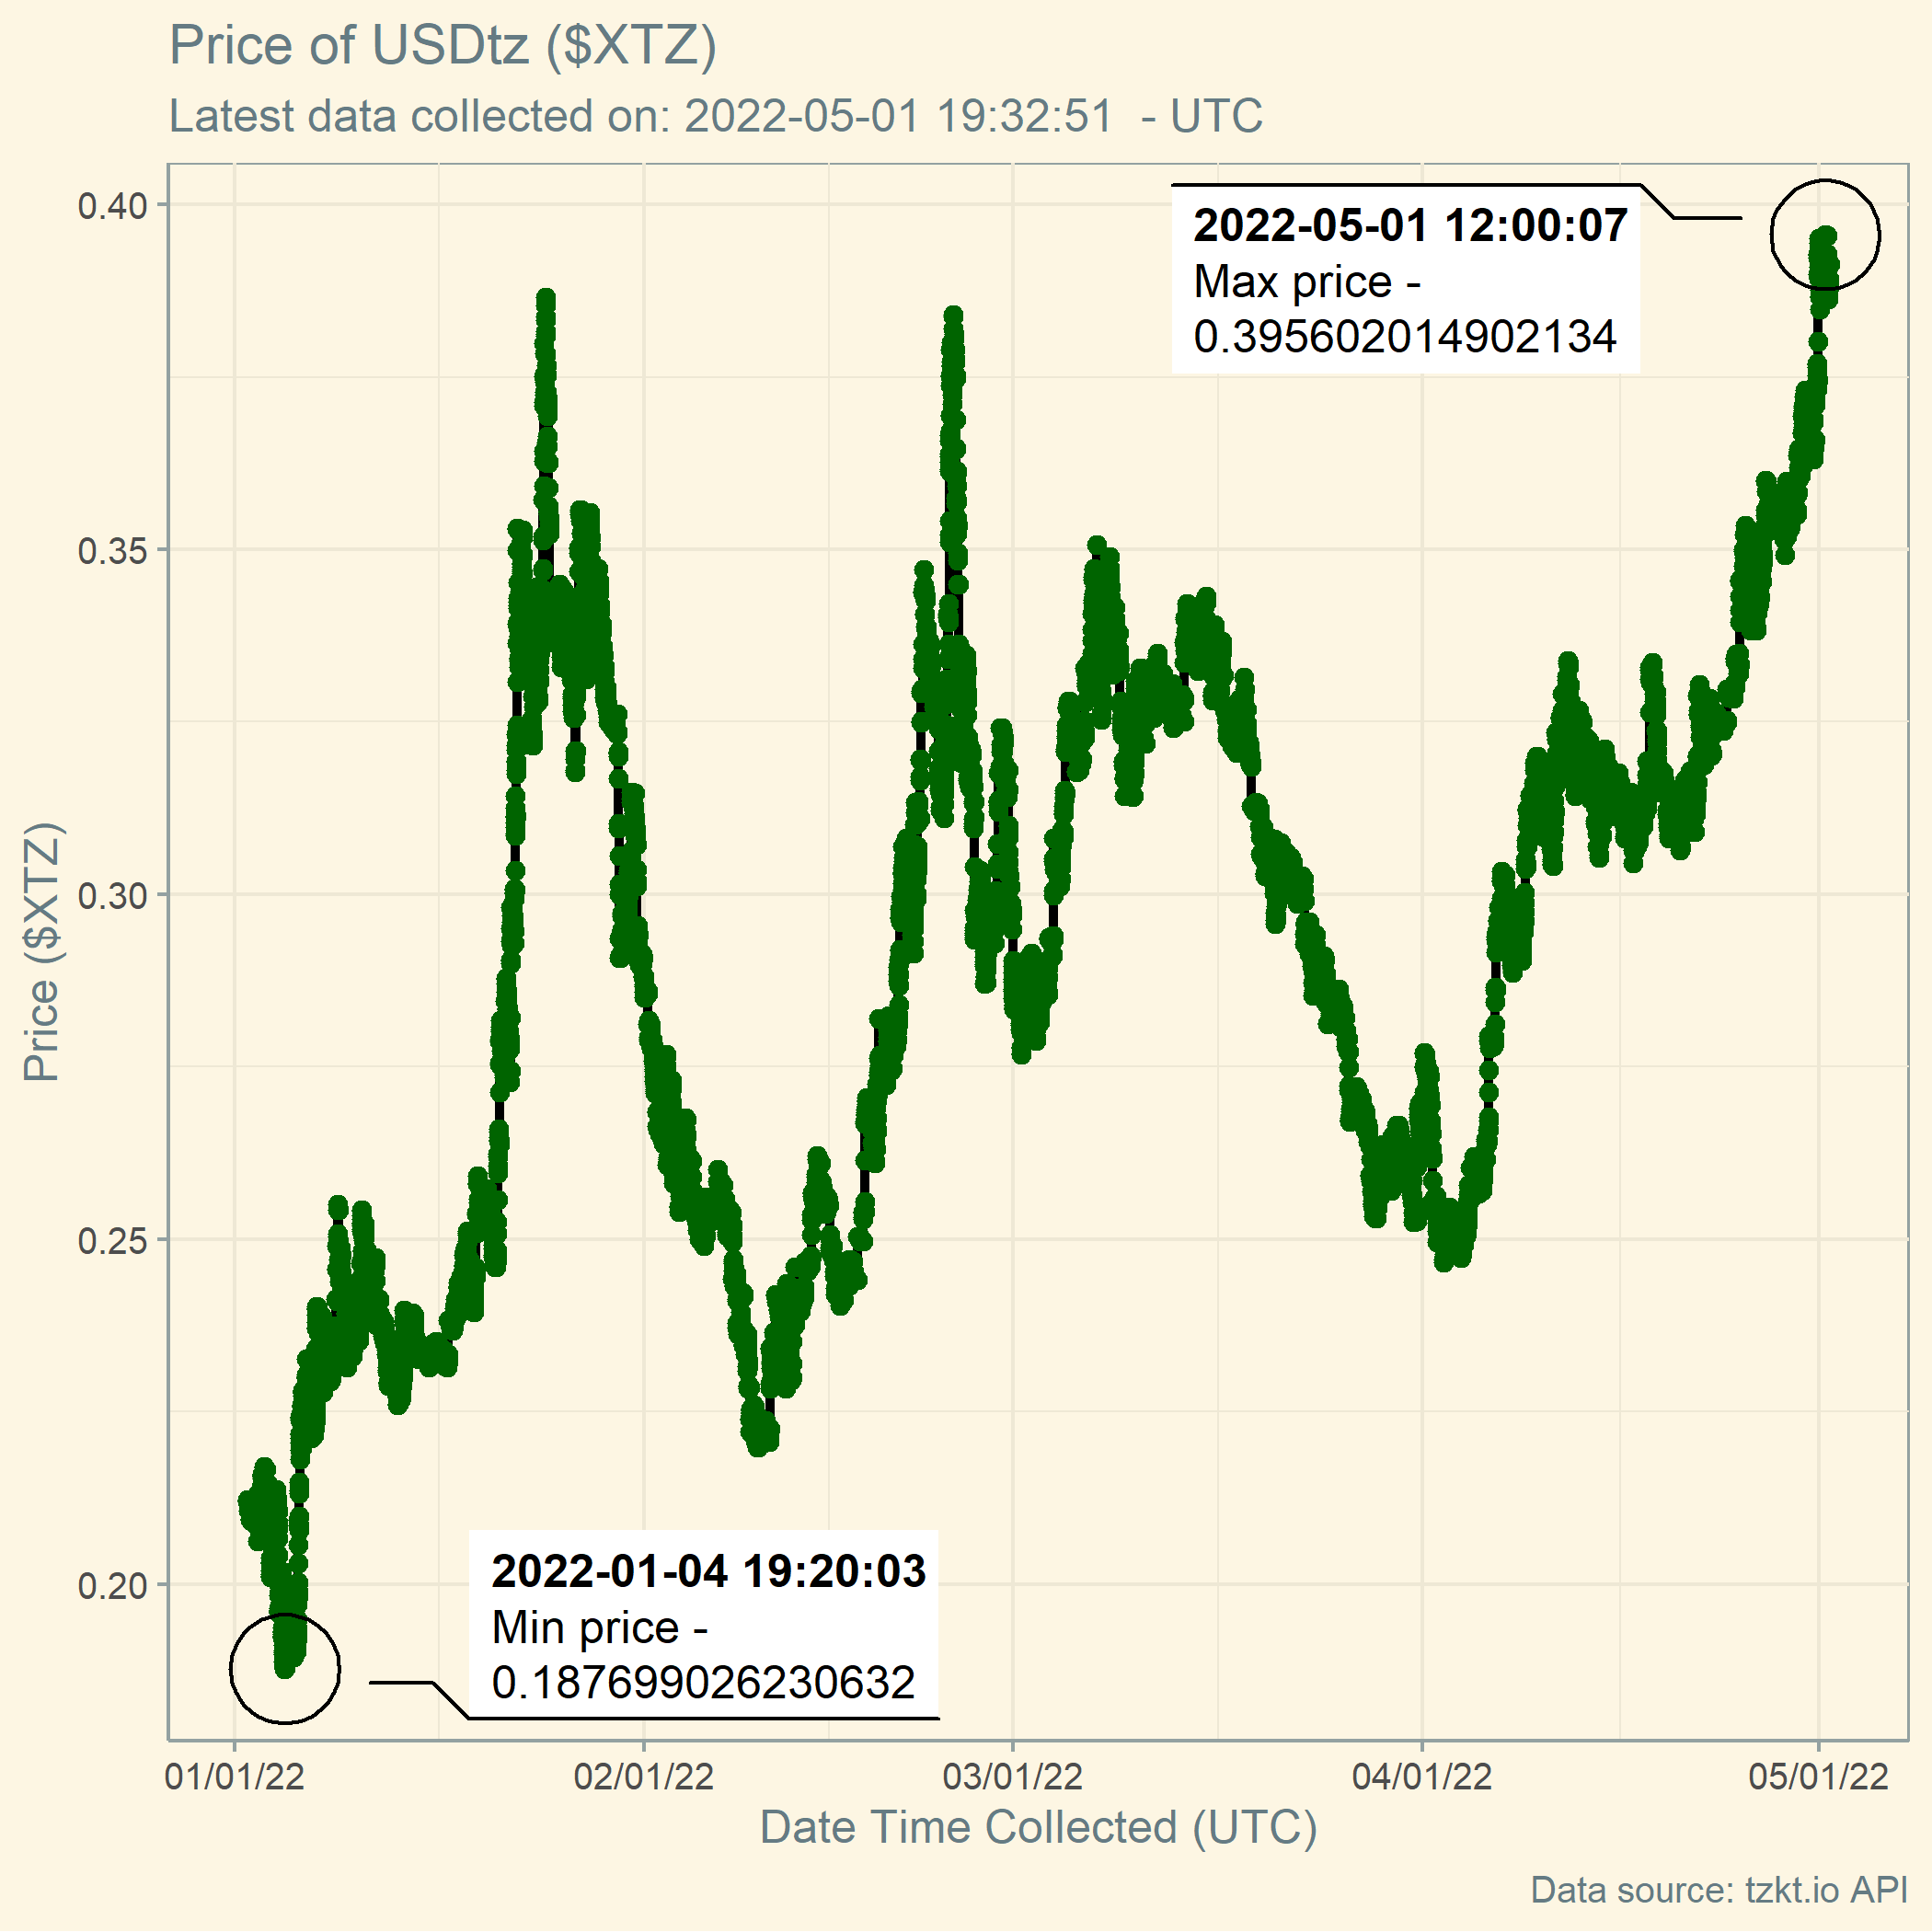 Price of USDtz ($XTZ)
Latest data collected on: 2022-05-01 19:32:51  - UTC
0.40
0.35
0.30
0.25
0.20
Price ($XTZ)
2022-05-01 12:00:07
Max price -
0.395602014902134
2022-01-04 19:20:03
Min price -
0.187699026230632
01/01/22
02/01/22
03/01/22
04/01/22
05/01/22
Date Time Collected (UTC)
Data source: tzkt.io API